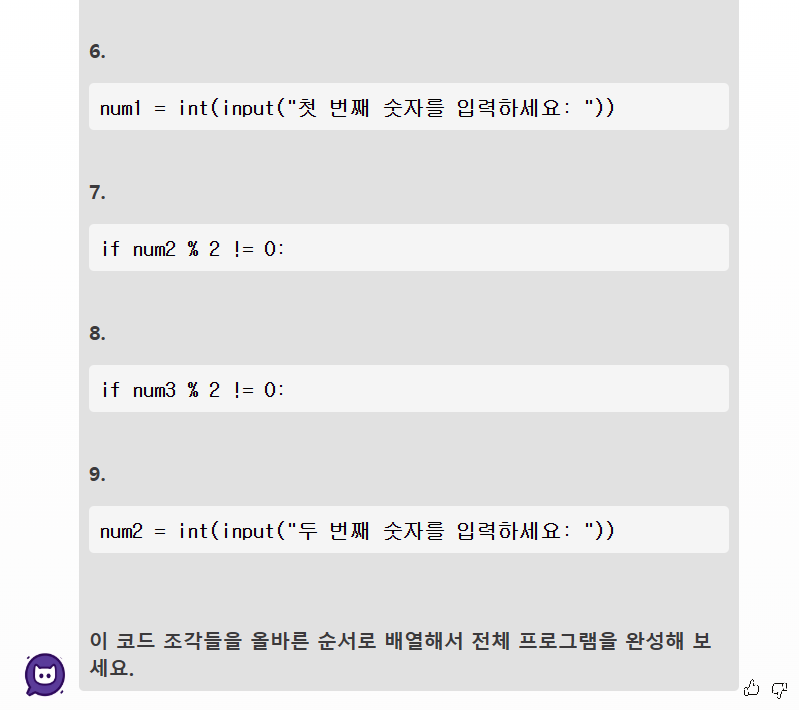 6.
num1 = int(input("첫 번째 숫자를 입력하세요: "))
7.
if num2 % 2 != 0:
8.
if num3 % 2 != 0:
9.
num2 = int(input("두 번째 숫자를 입력하세요: "))
이 코드 조각들을 올바른 순서로 배열해서 전체 프로그램을 완성해 보
세요.